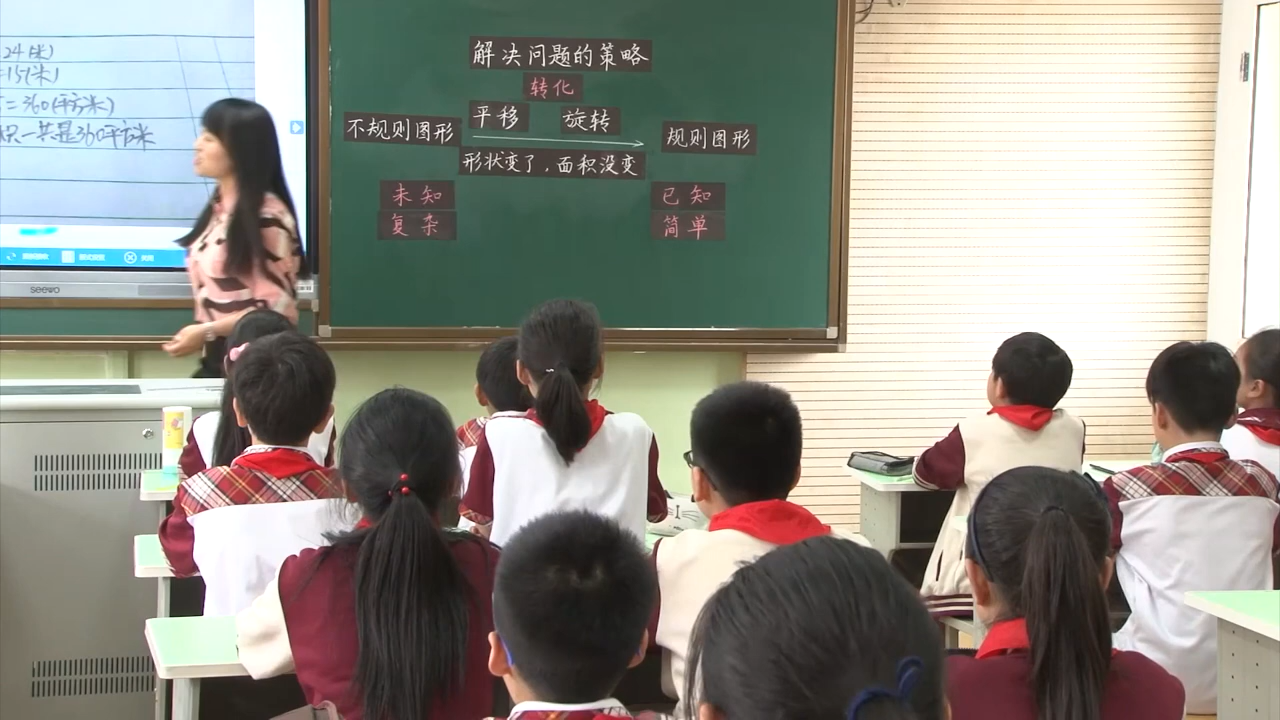 24(米)
=15(米)
=360(平方米)
一共是360平方米
seewo
解决问题的策略
转化
平移 旋转
不规则图形 规则图形
形状变了，面积没变
未知 已知
复杂 简单